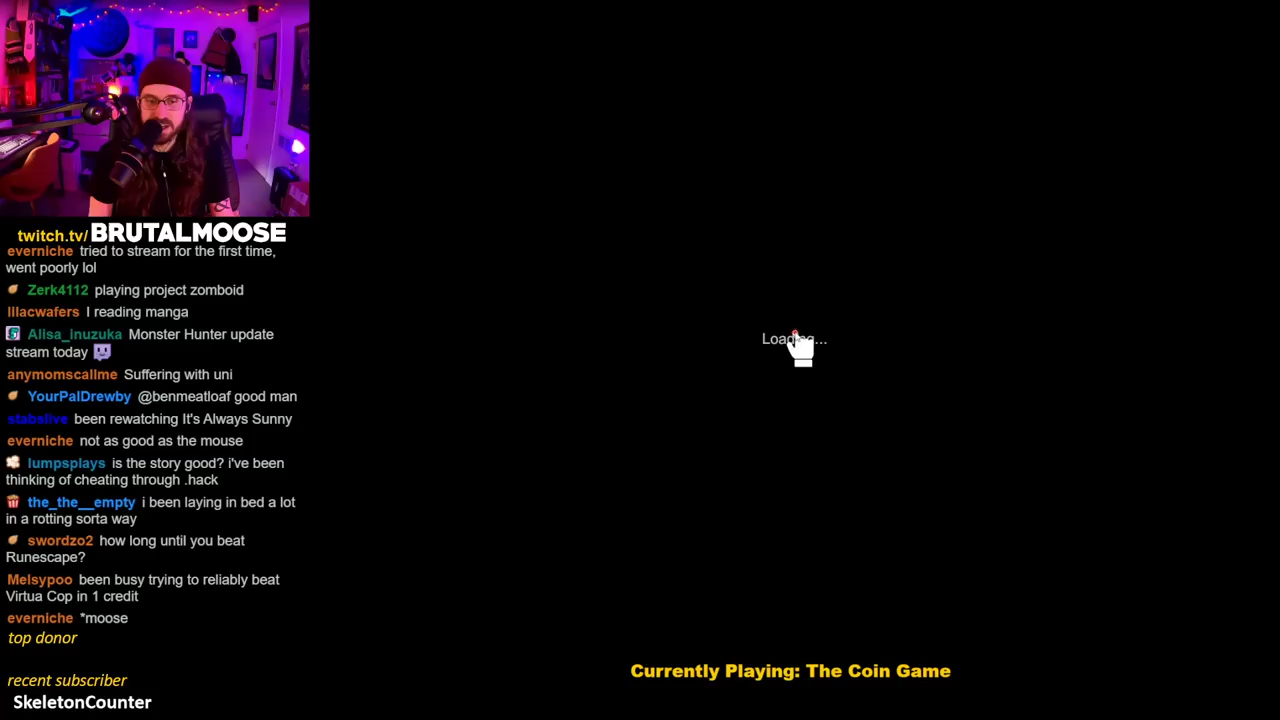 twitch.tv/BRUTALMOOSE
everniche tried to stream for the first time,
went poorly lol
Zerk4112 playing project zomboid
lilacwafers I reading manga
Alisa_inuzuka Monster Hunter update
stream today
anymomscallme Suffering with uni
YourPalDrewby @benmeatloaf good man
stabslive been rewatching It's Always Sunny
everniche not as good as the mouse
lumpsplays is the story good? i've been
thinking of cheating through .hack
the_the__empty i been laying in bed a lot
in a rotting sorta way
swordzo2 how long until you beat
Runescape?
Melsypoo been busy trying to reliably beat
Virtua Cop in 1 credit
everniche *moose
top donor
recent subscriber
SkeletonCounter
Loading...
Currently Playing: The Coin Game